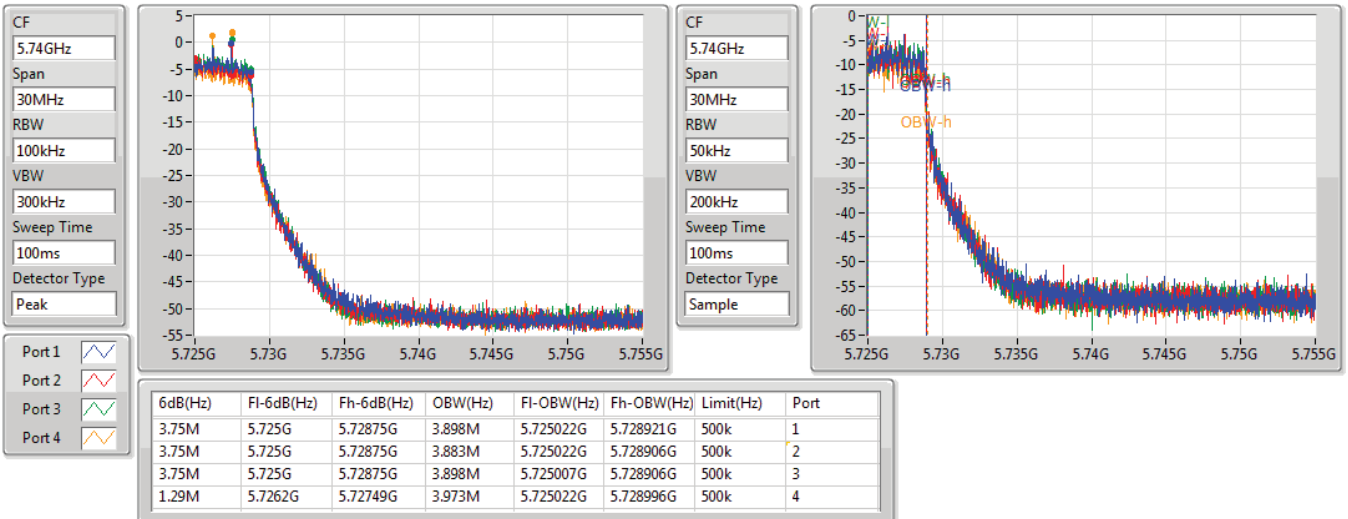 CF
5.74GHz
Span
30MHz
RBW
100kHz
VBW
300kHz
Sweep Time
100ms
Detector Type
Peak
5-
0-
-5-
-10-
-15-
-20-
-25-
-30-
-35-
-40-
-45-
-50-
-55-
5.725G 5.73G 5.735G 5.74G 5.745G 5.75G 5.755G
CF
5.74GHz
Span
30MHz
RBW
50kHz
VBW
200kHz
Sweep Time
100ms
Detector Type
Sample
0-
-5-
-10-
-15-
-20-
-25-
-30-
-35-
-40-
-45-
-50-
-55-
-60-
-65-
OBW-h
OBW-h
5.725G 5.73G 5.735G 5.74G 5.745G 5.75G 5.755G
Port 1
Port 2
Port 3
Port 4
6dB(Hz) Fl-6dB(Hz) Fh-6dB(Hz) OBW(Hz) Fl-OBW(Hz) Fh-OBW(Hz) Limit(Hz) Port
3.75M 5.725G 5.72875G 3.898M 5.725022G 5.728921G 500k 1
3.75M 5.725G 5.72875G 3.883M 5.725022G 5.728906G 500k 2
3.75M 5.725G 5.72875G 3.898M 5.725007G 5.728906G 500k 3
1.29M 5.7262G 5.72749G 3.973M 5.725022G 5.728996G 500k 4